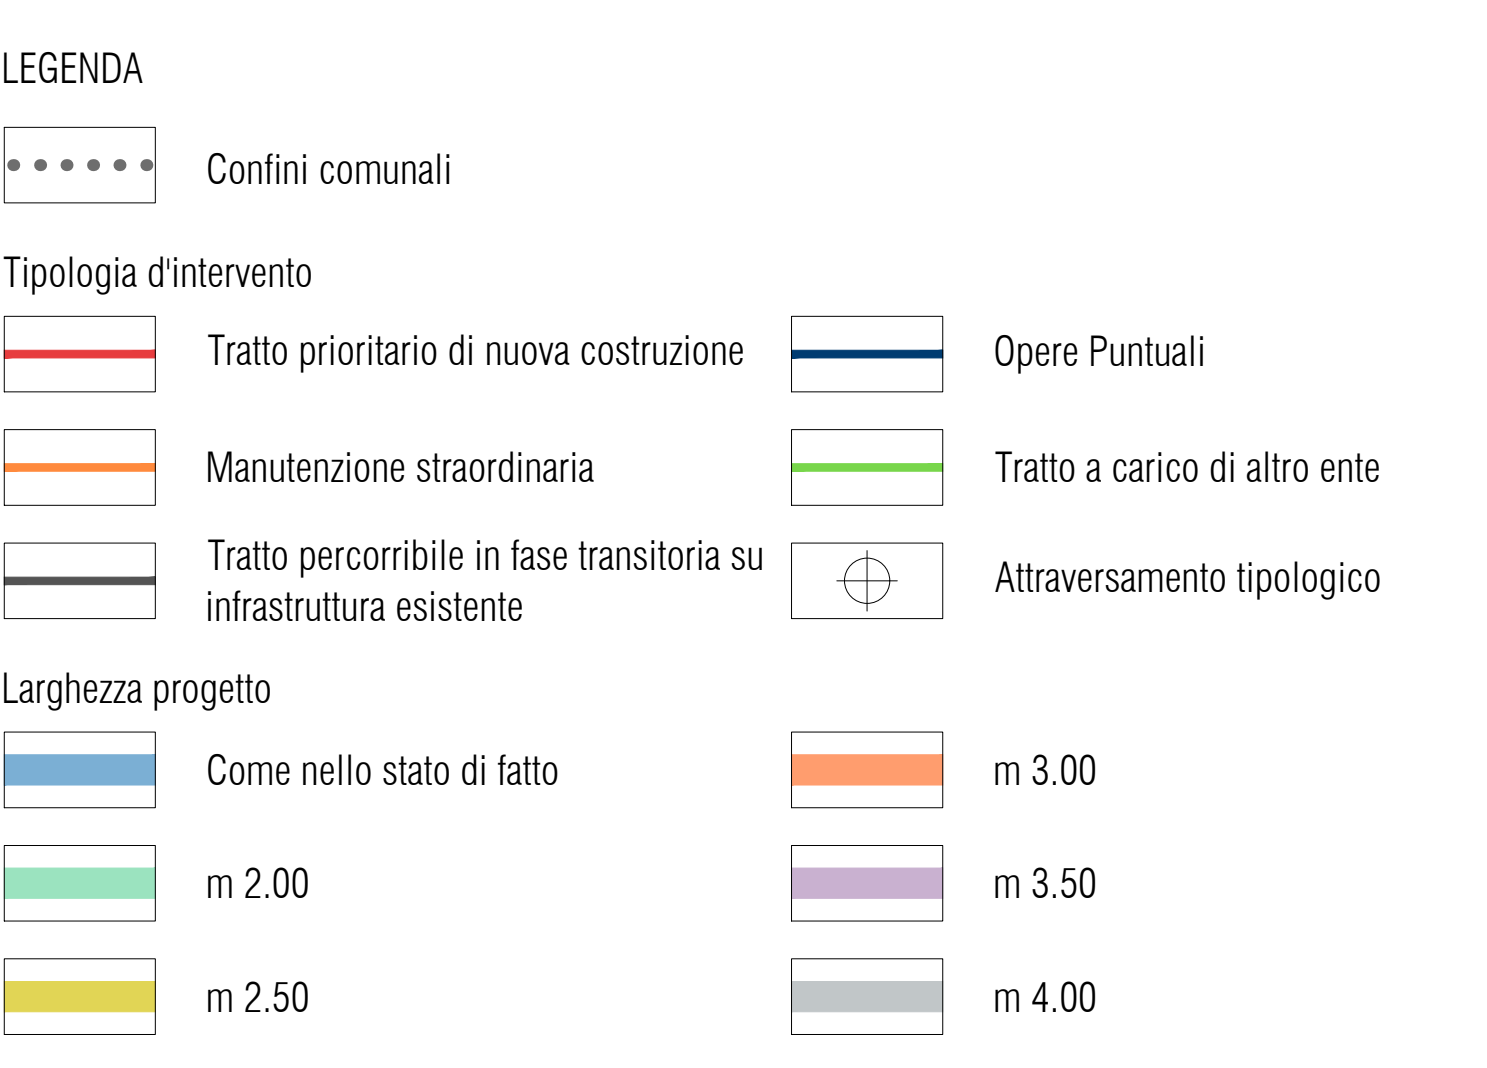 LEGENDA
Confini comunali
Tipologia d'intervento
Tratto prioritario di nuova costruzione
Manutenzione straordinaria
Tratto percorribile in fase transitoria su
infrastruttura esistente
Opere Puntuali
Tratto a carico di altro ente
Attraversamento tipologico
Larghezza progetto
Come nello stato di fatto
m 2.00
m 2.50
m 3.00
m 3.50
m 4.00